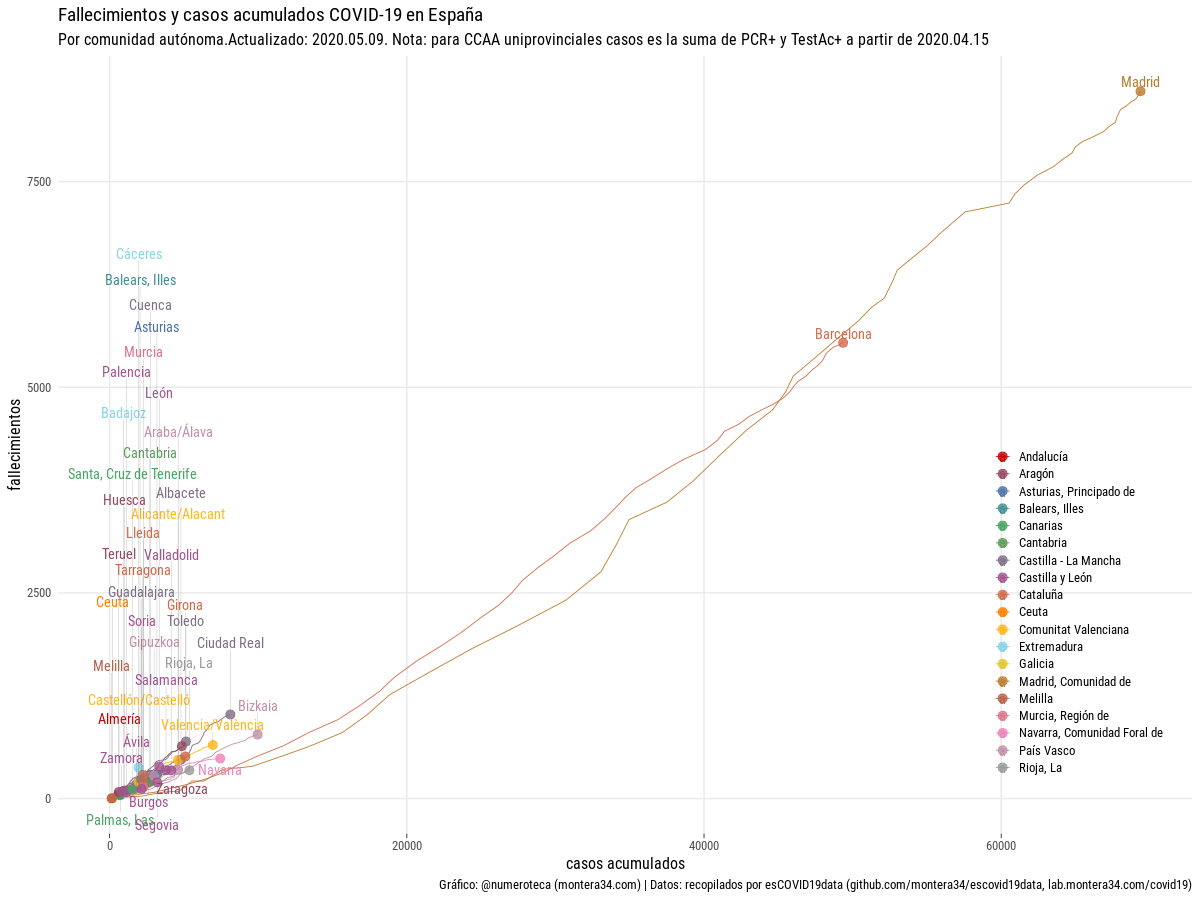 Fallecimientos y casos acumulados COVID-19 en España
Por comunidad autónoma.Actualizado: 2020.05.09. Nota: para CCAA uniprovinciales casos es la suma de PCR+ y TestAc+ a partir de 2020.04.15
Madrid
7500
Cáceres
Balears, Illes
Cuenca
Asturias
Barcelona
Murcia
Palencia
5000
León
Badajoz
Araba/Álava
Cantabria
fallecimientos
Santa, Cruz de Tenerife
Albacete
Huesca
Alicante/Alacant
Lleida
Teruel
Valladolid
Tarragona
2500
Guadalajara
Ceuta
Girona
Soria
Toledo
Gipuzkoa
Ciudad Real
Rioja, La
Melilla
Salamanca
Castellón/Castelló
Bizkaia
Almería
Valencia/València
Ávila
Zamora
Navarra
Zaragoza
0
Burgos
Palmas, Las
Segovia
Andalucía
Aragón
Asturias, Principado de
Balears, Illes
Canarias
Cantabria
Castilla - La Mancha
Castilla y León
Cataluña
Ceuta
Comunitat Valenciana
Extremadura
Galicia
Madrid, Comunidad de
Melilla
Murcia, Región de
Navarra, Comunidad Foral de
País Vasco
Rioja, La
0
20000
40000
60000
casos acumulados
Gráfico: @numeroteca (montera34.com) | Datos: recopilados por esCOVID19data (github.com/montera34/escovid19data, lab.montera34.com/covid19)